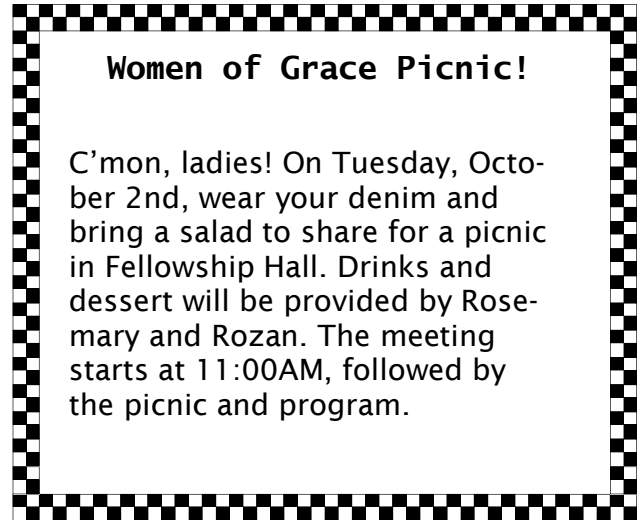 Women of Grace Picnic!
C’mon, ladies! On Tuesday, Octo-
ber 2nd, wear your denim and
bring a salad to share for a picnic
in Fellowship Hall. Drinks and
dessert will be provided by Rose-
mary and Rozan. The meeting
starts at 11:00AM, followed by
the picnic and program.